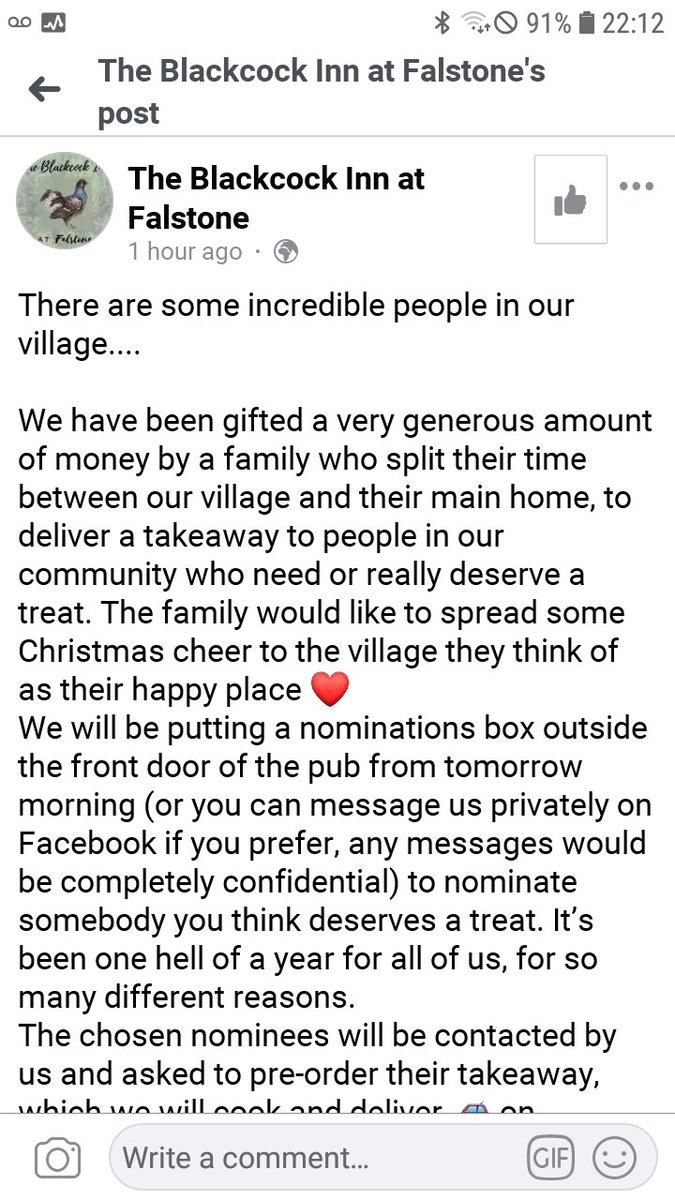 91% 22:12
The Blackcock Inn at Falstone's
post
The Blackcock Inn at
Falstone
1 hour ago ·
There are some incredible people in our
village....
We have been gifted a very generous amount
of money by a family who split their time
between our village and their main home, to
deliver a takeaway to people in our
community who need or really deserve a
treat. The family would like to spread some
Christmas cheer to the village they think of
as their happy place ❤️
We will be putting a nominations box outside
the front door of the pub from tomorrow
morning (or you can message us privately on
Facebook if you prefer, any messages would
be completely confidential) to nominate
somebody you think deserves a treat. It’s
been one hell of a year for all of us, for so
many different reasons.
The chosen nominees will be contacted by
us and asked to pre-order their takeaway,
which we will cook and deliver 🚙 on
Write a comment...
GIF